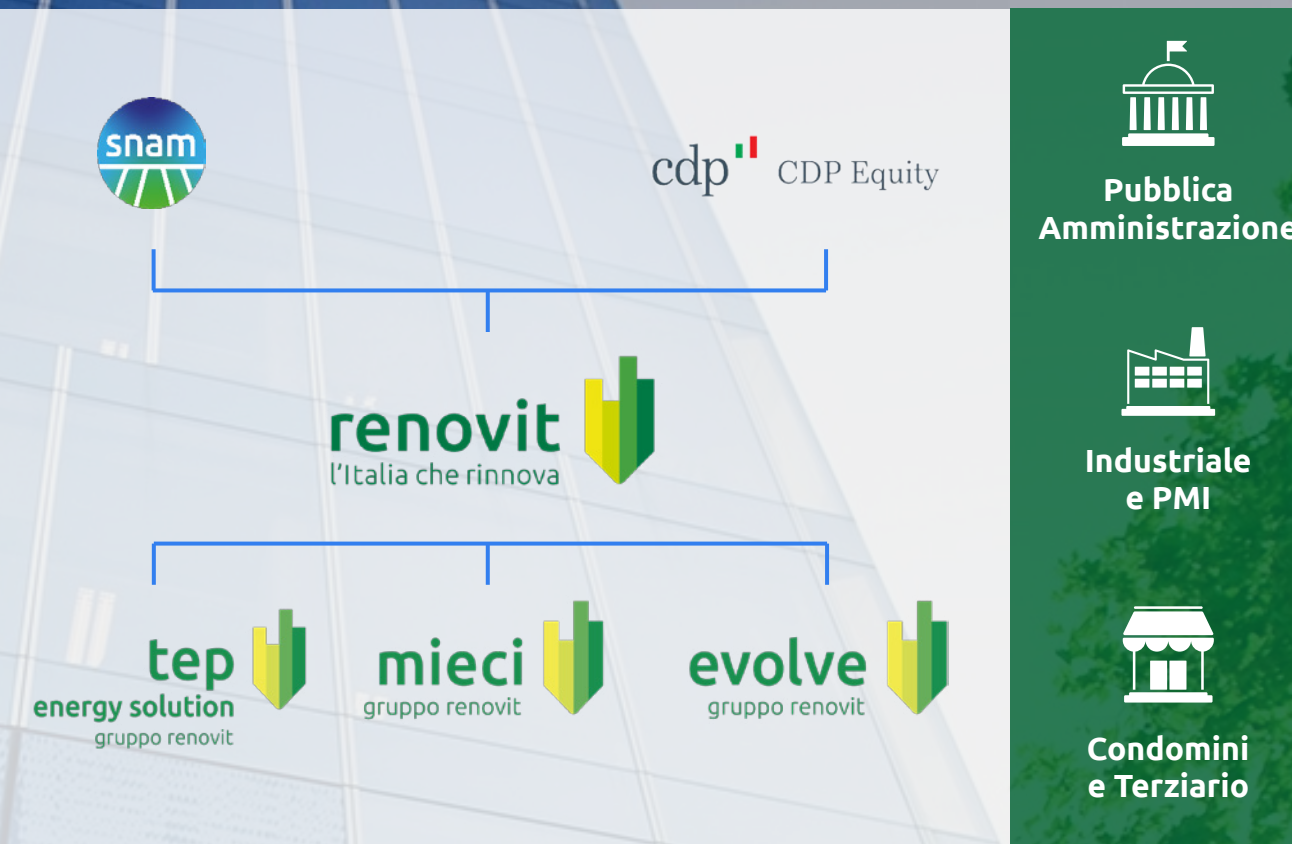 snam
cdp CDP Equity
renovit
l'Italia che rinnova
tep
energy solution
gruppo renovit
mieci
gruppo renovit
evolve
gruppo renovit
Pubblica
Amministrazione
Industriale
e PMI
Condomini
e Terziario